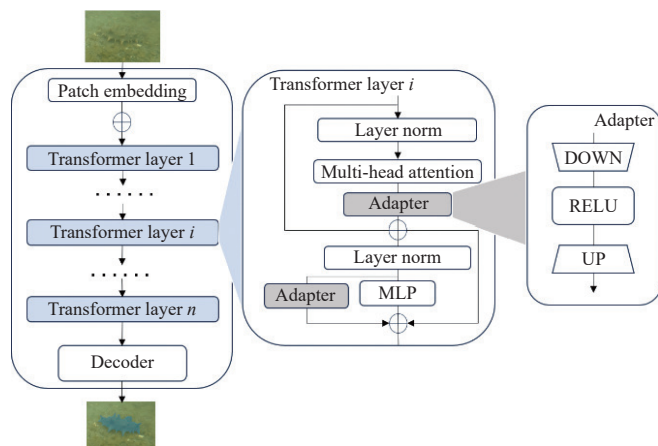 Patch embedding
Transformer layer 1
······
Transformer layer i
······
Transformer layer n
Decoder
Transformer layer i
Layer norm
Multi-head attention
Adapter
Layer norm
Adapter
MLP
Adapter
DOWN
RELU
UP